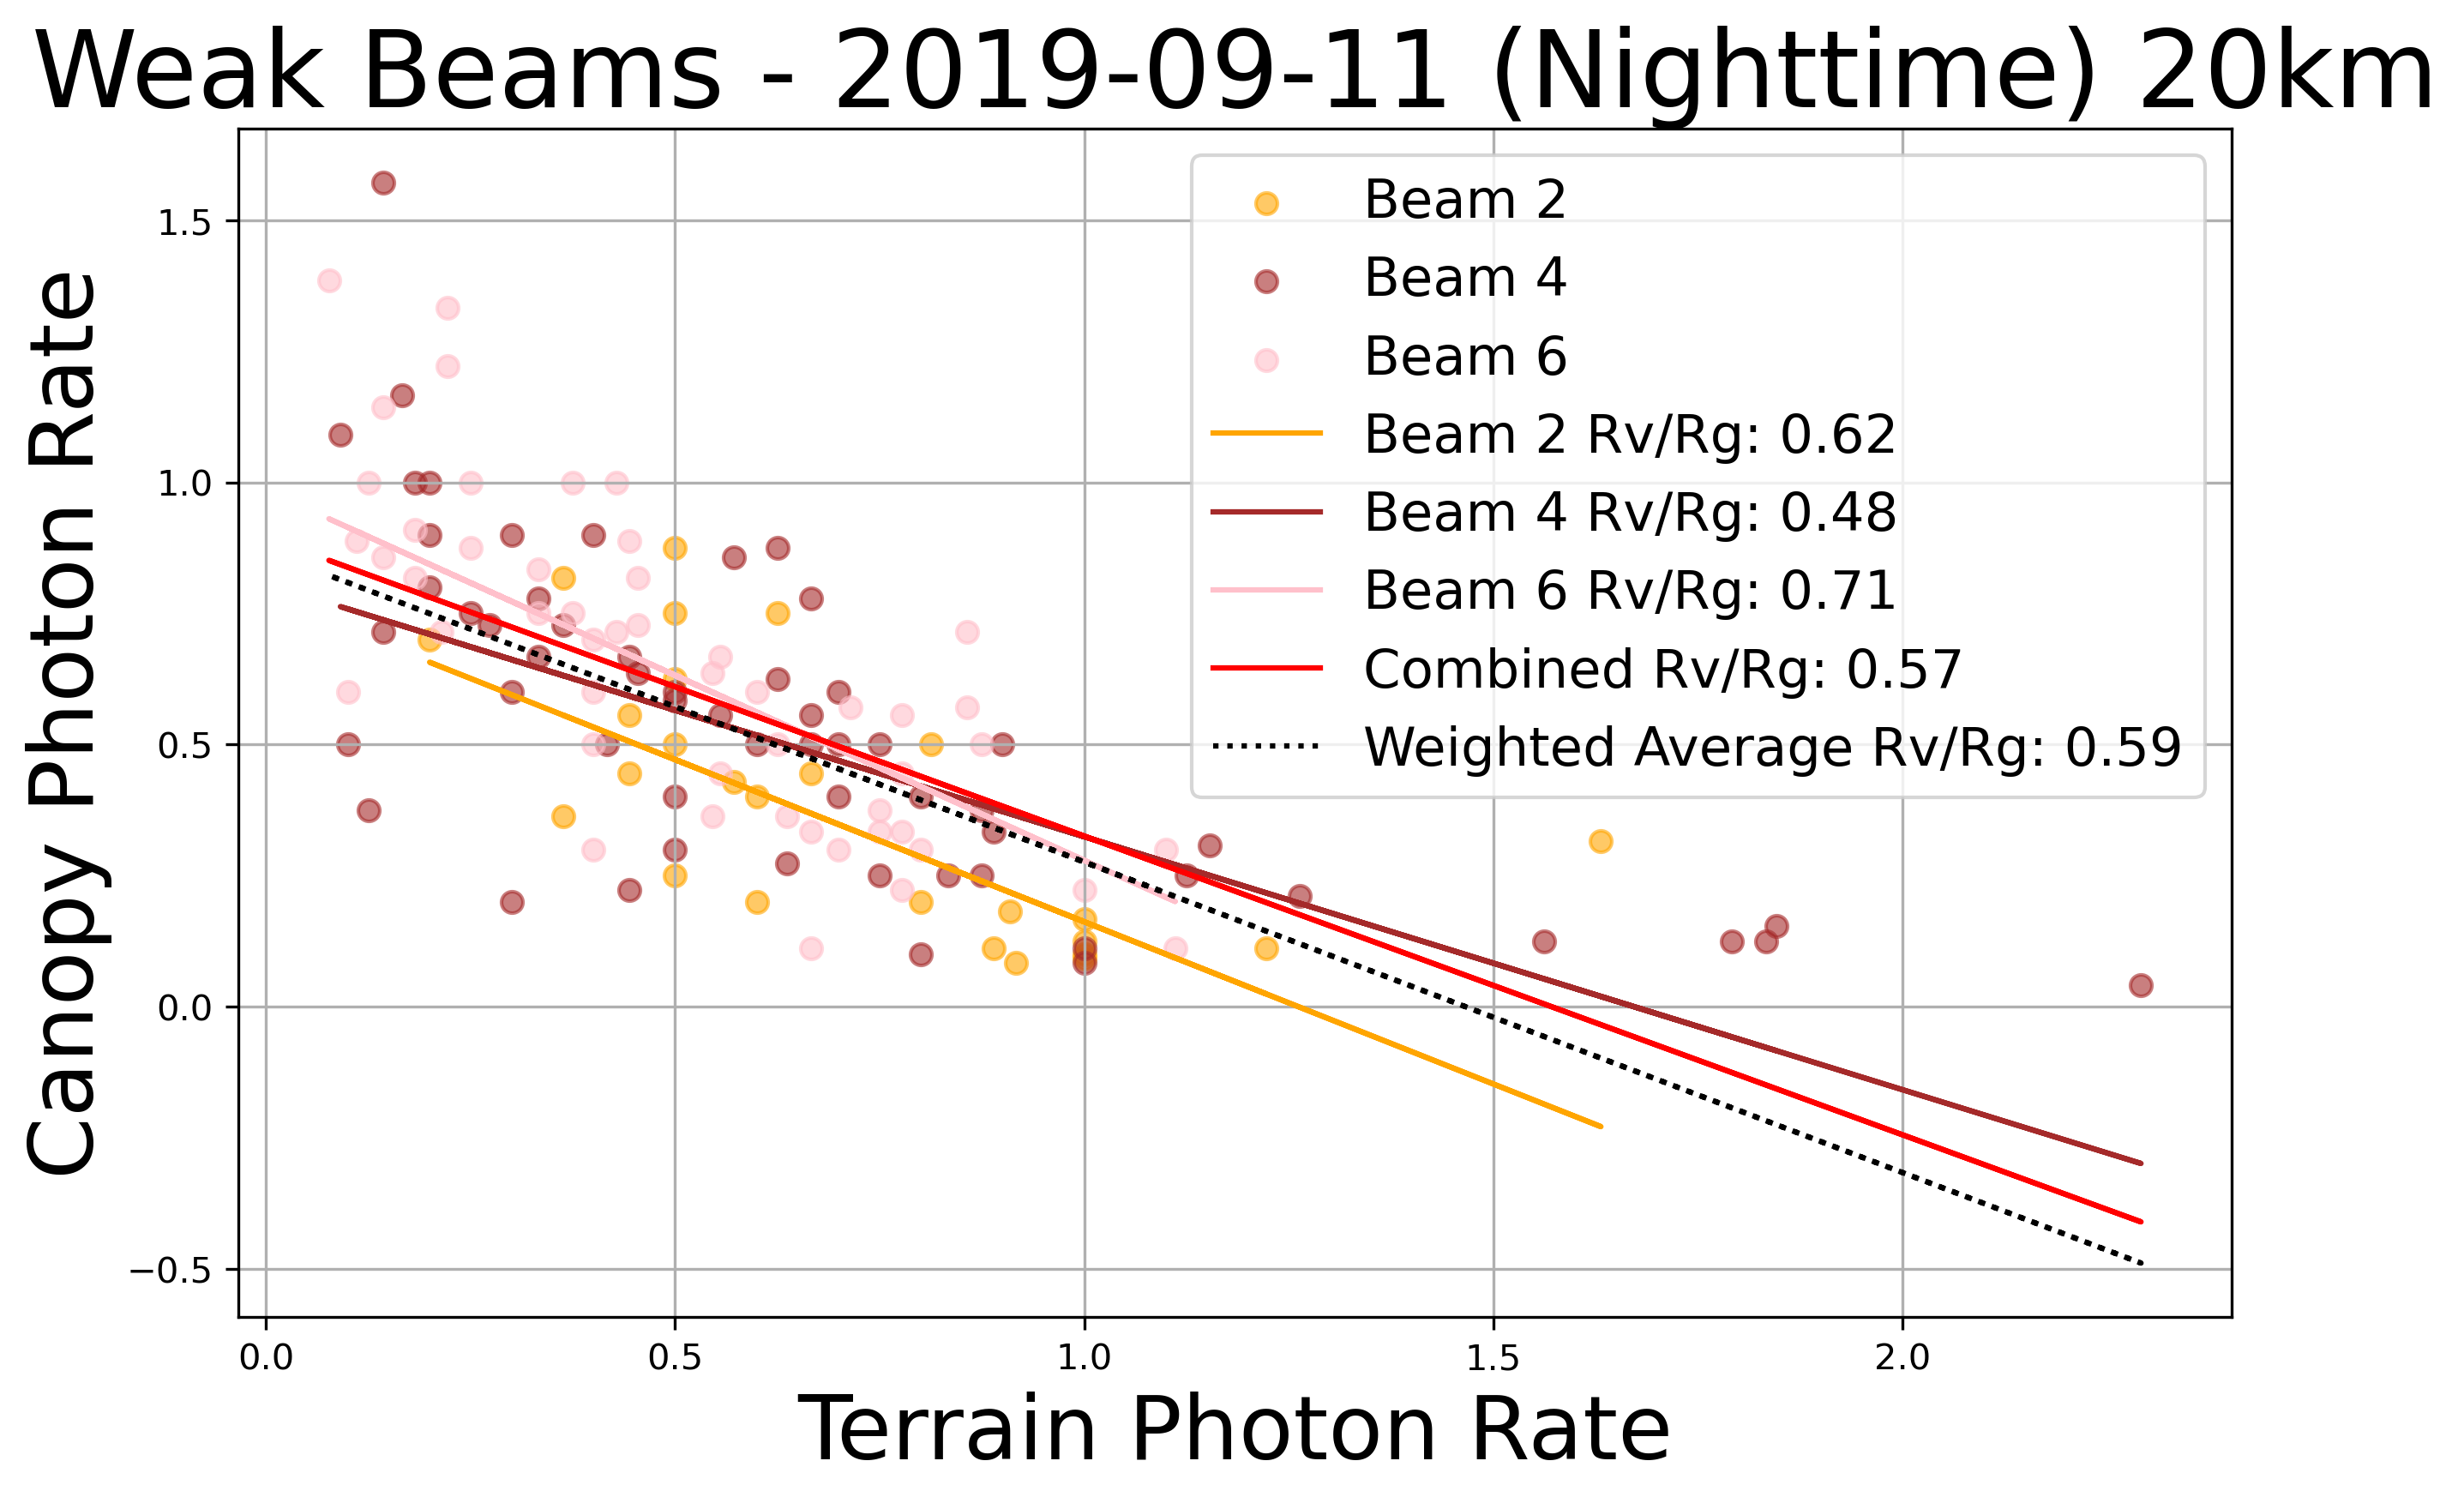 Weak Beams - 2019-09-11 (Nighttime) 20km
Canopy Photon Rate
1.5
1.0
0.5
0.0
−0.5
Beam 2
Beam 4
Beam 6
Beam 2 Rv/Rg: 0.62
Beam 4 Rv/Rg: 0.48
Beam 6 Rv/Rg: 0.71
Combined Rv/Rg: 0.57
Weighted Average Rv/Rg: 0.59
0.0 0.5 1.0 1.5 2.0
Terrain Photon Rate